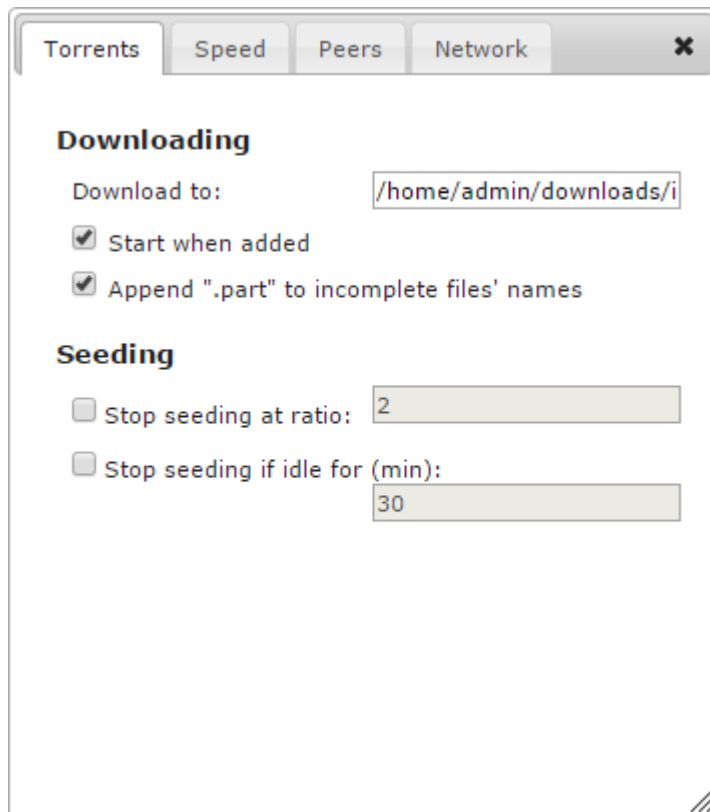 Torrents Speed Peers Network
Downloading
Download to: /home/admin/downloads/i
Start when added
Append ".part" to incomplete files' names
Seeding
Stop seeding at ratio: 2
Stop seeding if idle for (min):
30